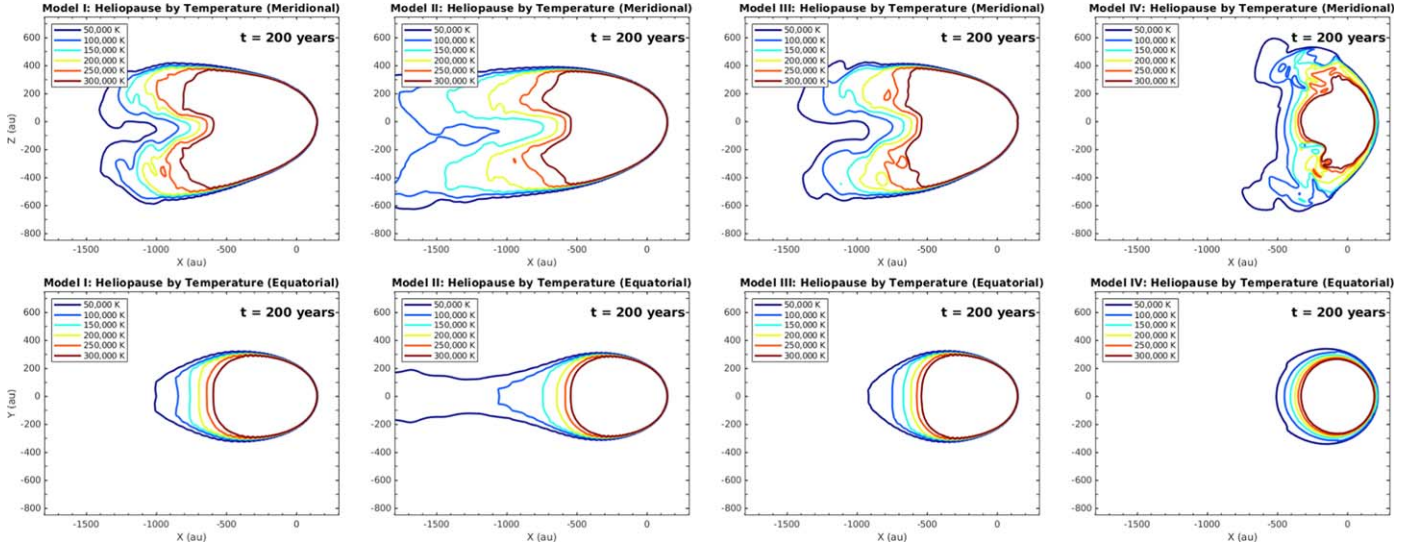 Model I: Heliopause by Temperature (Meridional)
t = 200 years
50,000 K
100,000 K
150,000 K
200,000 K
250,000 K
300,000 K
Z (au)
600
400
200
0
-200
-400
-600
-800
-1500
-1000
-500
0
X (au)
Model II: Heliopause by Temperature (Meridional)
t = 200 years
50,000 K
100,000 K
150,000 K
200,000 K
250,000 K
300,000 K
600
400
200
0
-200
-400
-600
-800
-1500
-1000
-500
0
X (au)
Model III: Heliopause by Temperature (Meridional)
t = 200 years
50,000 K
100,000 K
150,000 K
200,000 K
250,000 K
300,000 K
600
400
200
0
-200
-400
-600
-800
-1500
-1000
-500
0
X (au)
Model IV: Heliopause by Temperature (Meridional)
t = 200 years
50,000 K
100,000 K
150,000 K
200,000 K
250,000 K
300,000 K
600
400
200
0
-200
-400
-600
-800
-1500
-1000
-500
0
X (au)
Model I: Heliopause by Temperature (Equatorial)
t = 200 years
50,000 K
100,000 K
150,000 K
200,000 K
250,000 K
300,000 K
Y (au)
600
400
200
0
-200
-400
-600
-800
-1500
-1000
-500
0
X (au)
Model II: Heliopause by Temperature (Equatorial)
t = 200 years
50,000 K
100,000 K
150,000 K
200,000 K
250,000 K
300,000 K
600
400
200
0
-200
-400
-600
-800
-1500
-1000
-500
0
X (au)
Model III: Heliopause by Temperature (Equatorial)
t = 200 years
50,000 K
100,000 K
150,000 K
200,000 K
250,000 K
300,000 K
600
400
200
0
-200
-400
-600
-800
-1500
-1000
-500
0
X (au)
Model IV: Heliopause by Temperature (Equatorial)
t = 200 years
50,000 K
100,000 K
150,000 K
200,000 K
250,000 K
300,000 K
600
400
200
0
-200
-400
-600
-800
-1500
-1000
-500
0
X (au)